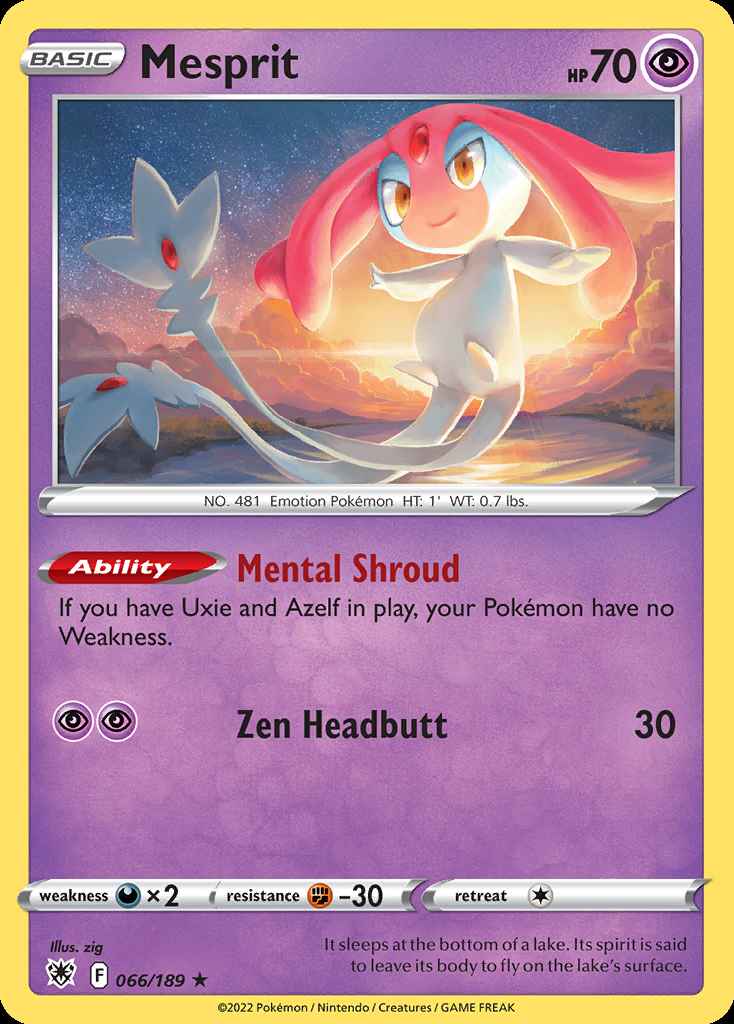 BASIC Mesprit HP70
NO. 481 Emotion Pokémon HT: 1' WT: 0.7 lbs.
Ability Mental Shroud
If you have Uxie and Azelf in play, your Pokémon have no
Weakness.
Zen Headbutt 30
weakness ×2 resistance -30 retreat
Illus. zig
F 066/189 ★
It sleeps at the bottom of a lake. Its spirit is said
to leave its body to fly on the lake's surface.
©2022 Pokémon / Nintendo / Creatures / GAME FREAK